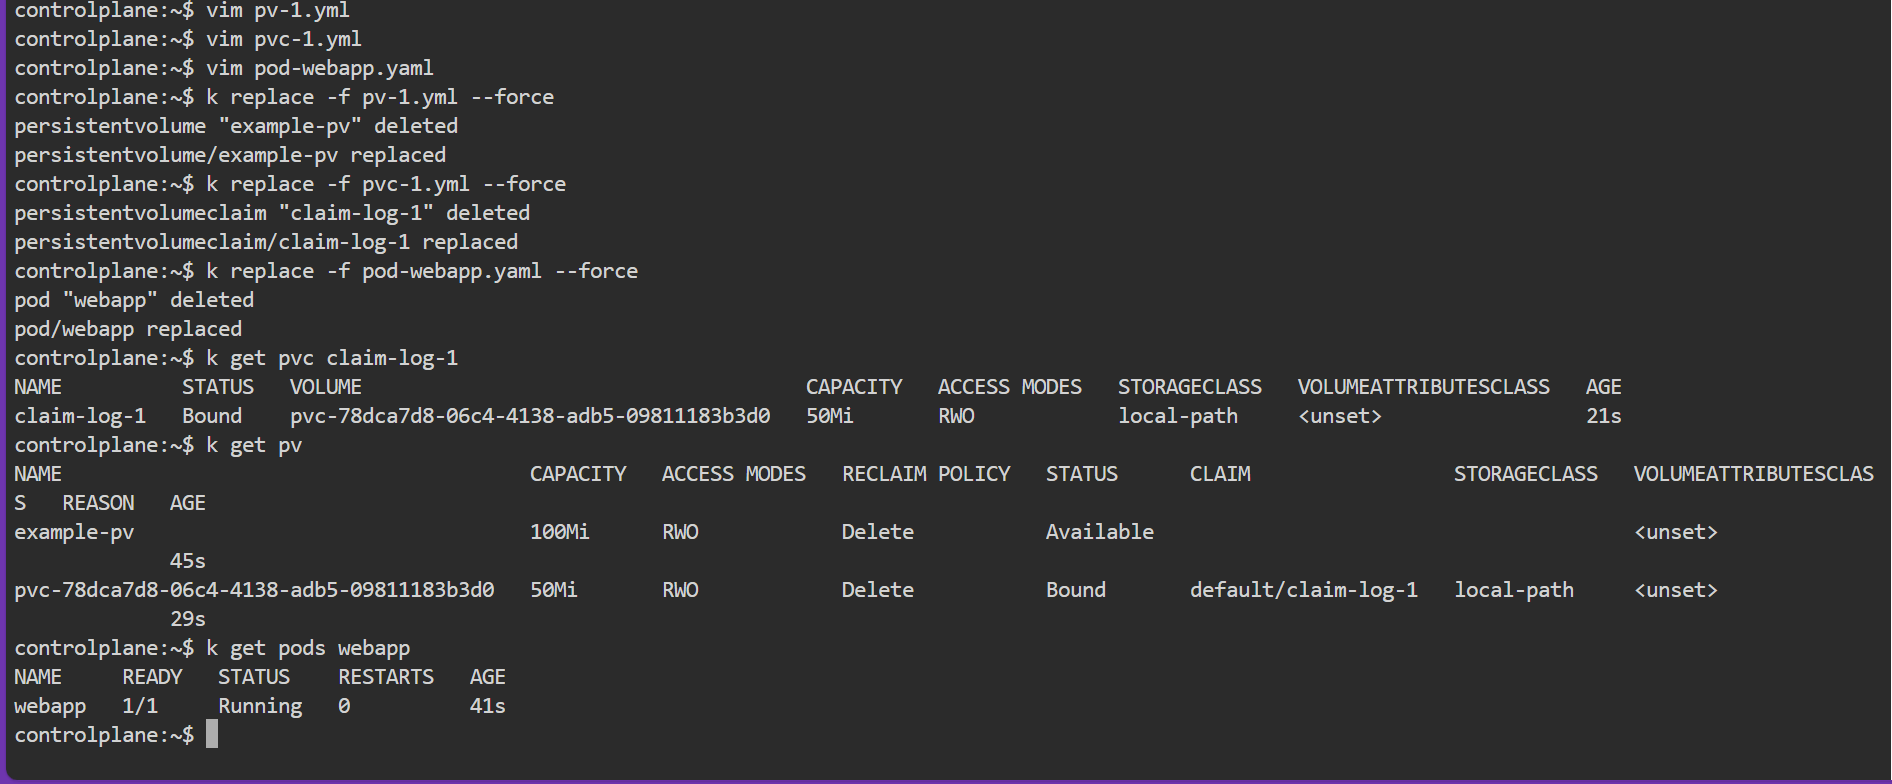 controlplane:~$ vim pv-1.yml
controlplane:~$ vim pvc-1.yml
controlplane:~$ vim pod-webapp.yaml
controlplane:~$ k replace -f pv-1.yml --force
persistentvolume "example-pv" deleted
persistentvolume/example-pv replaced
controlplane:~$ k replace -f pvc-1.yml --force
persistentvolumeclaim "claim-log-1" deleted
persistentvolumeclaim/claim-log-1 replaced
controlplane:~$ k replace -f pod-webapp.yaml --force
pod "webapp" deleted
pod/webapp replaced
controlplane:~$ k get pvc claim-log-1
NAME          STATUS   VOLUME                                     CAPACITY   ACCESS MODES   STORAGECLASS   VOLUMEATTRIBUTESCLASS   AGE
claim-log-1   Bound    pvc-78dca7d8-06c4-4138-adb5-09811183b3d0   50Mi       RWO            local-path     <unset>                 21s
controlplane:~$ k get pv
NAME                                       CAPACITY   ACCESS MODES   RECLAIM POLICY   STATUS      CLAIM                 STORAGECLASS   VOLUMEATTRIBUTESCLAS
S   REASON   AGE
example-pv                                 100Mi      RWO            Delete           Available                                        <unset>
             45s
pvc-78dca7d8-06c4-4138-adb5-09811183b3d0   50Mi       RWO            Delete           Bound       default/claim-log-1   local-path     <unset>
             29s
controlplane:~$ k get pods webapp
NAME     READY   STATUS    RESTARTS   AGE
webapp   1/1     Running   0          41s
controlplane:~$